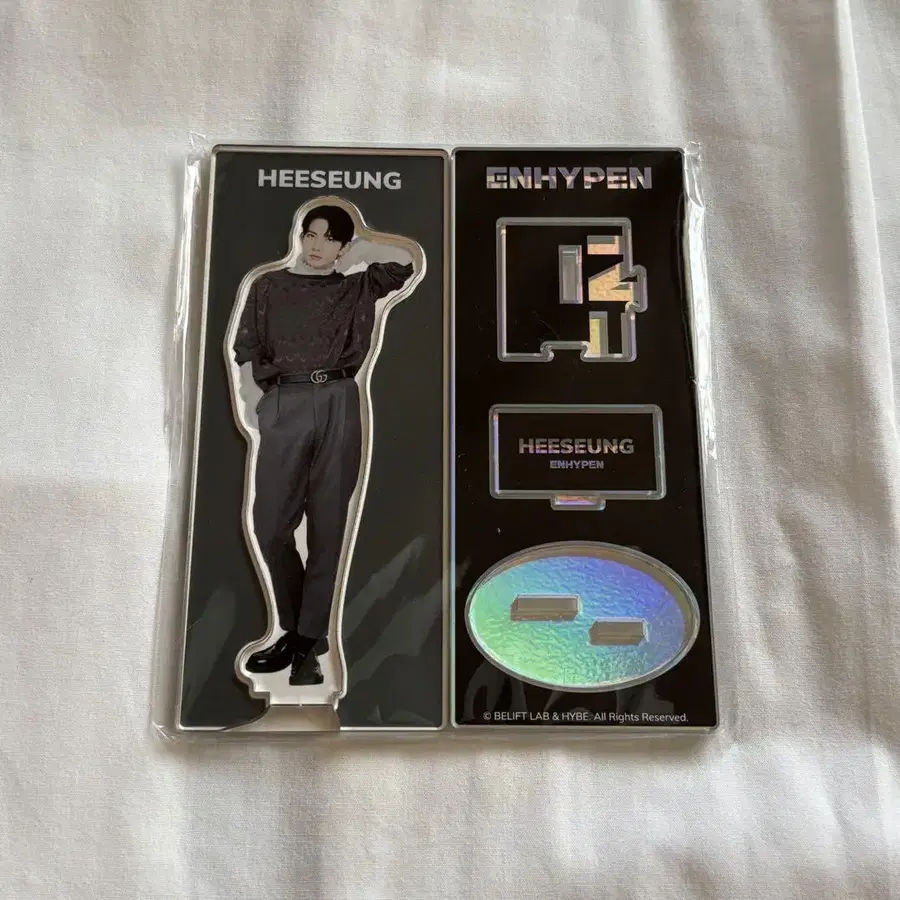 HEESEUNG
ENHYPEN
HEESEUNG
ENHYPEN
© BELIFT LAB & HYBE. All Rights Reserved.